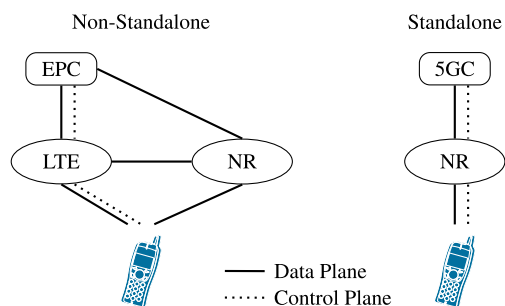 Non-Standalone
Standalone
EPC
5GC
LTE
NR
NR
Data Plane
Control Plane